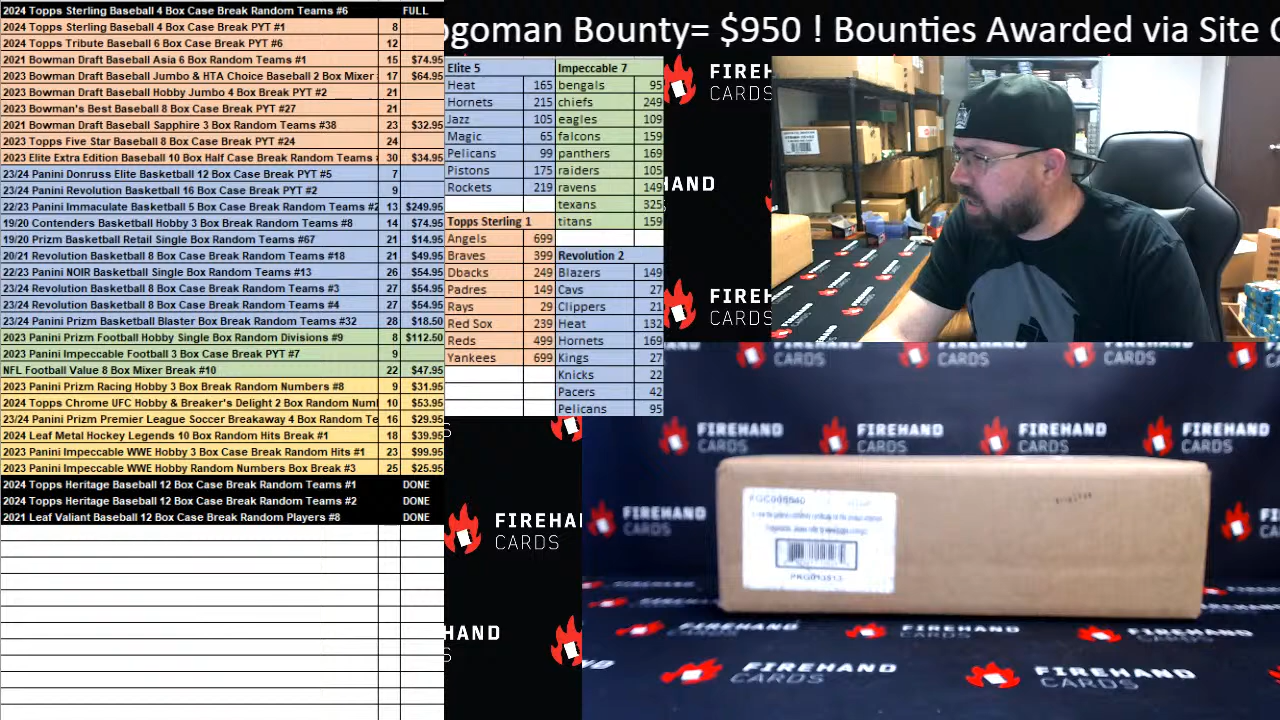 ogoman Bounty= $950 ! Bounties Awarded via Site C
2024 Topps Sterling Baseball 4 Box Case Break Random Teams #6 FULL
2024 Topps Sterling Baseball 4 Box Case Break PYT #1 8
2024 Topps Tribute Baseball 6 Box Case Break PYT #6 12
2021 Bowman Draft Baseball Asia 6 Box Random Teams #1 15 $74.95
2023 Bowman Draft Baseball Jumbo & HTA Choice Baseball 2 Box Mixer 17 $64.95
2023 Bowman Draft Baseball Hobby Jumbo 4 Box Break PYT #2 21
2023 Bowman's Best Baseball 8 Box Case Break PYT #27 21
2021 Bowman Draft Baseball Sapphire 3 Box Random Teams #38 23 $32.95
2023 Topps Five Star Baseball 8 Box Case Break PYT #24 24
2023 Elite Extra Edition Baseball 10 Box Half Case Break Random Teams 30 $34.95
23/24 Panini Donruss Elite Basketball 12 Box Case Break PYT #5 7
23/24 Panini Revolution Basketball 16 Box Case Break PYT #2 9
22/23 Panini Immaculate Basketball 5 Box Case Break Random Teams #2 13 $249.95
19/20 Contenders Basketball Hobby 3 Box Random Teams #8 14 $74.95
19/20 Prizm Basketball Retail Single Box Random Teams #67 21 $14.95
20/21 Revolution Basketball 8 Box Case Break Random Teams #18 21 $49.95
22/23 Panini NOIR Basketball Single Box Random Teams #13 26 $54.95
23/24 Revolution Basketball 8 Box Case Break Random Teams #3 27 $54.95
23/24 Revolution Basketball 8 Box Case Break Random Teams #4 27 $54.95
23/24 Panini Prizm Basketball Blaster Box Break Random Teams #32 28 $18.50
2023 Panini Prizm Football Hobby Single Box Random Divisions #9 8 $112.50
2023 Panini Impeccable Football 3 Box Case Break PYT #7 9
NFL Football Value 8 Box Mixer Break #10 22 $47.95
2023 Panini Prizm Racing Hobby 3 Box Break Random Numbers #8 9 $31.95
2024 Topps Chrome UFC Hobby & Breaker's Delight 2 Box Random Num 10 $53.95
23/24 Panini Prizm Premier League Soccer Breakaway 4 Box Random Te 16 $29.95
2024 Leaf Metal Hockey Legends 10 Box Random Hits Break #1 18 $39.95
2023 Panini Impeccable WWE Hobby 3 Box Case Break Random Hits #1 23 $99.95
2023 Panini Impeccable WWE Hobby Random Numbers Box Break #3 25 $25.95
2024 Topps Heritage Baseball 12 Box Case Break Random Teams #1 DONE
2024 Topps Heritage Baseball 12 Box Case Break Random Teams #2 DONE
2021 Leaf Valiant Baseball 12 Box Case Break Random Players #8 DONE
Elite 5
Heat 165
Hornets 215
Jazz 105
Magic 65
Pelicans 99
Pistons 175
Rockets 219
Topps Sterling 1
Angels 699
Braves 399
Dbacks 249
Padres 149
Rays 29
Red Sox 239
Reds 499
Yankees 699
Impeccable 7
bengals 95
chiefs 249
eagles 109
falcons 159
panthers 169
raiders 105
ravens 149
texans 325
titans 159
Revolution 2
Blazers 149
Cavs 27
Clippers 21
Heat 132
Hornets 169
Kings 27
Knicks 22
Pacers 42
Pelicans 95
FIREH
CARDS
HAND
FIREH
CARDS
FIREHA
CARDS
HAND
FIREHAND
CARDS
FIREHAND
CARDS
FIREHAND
CARDS
FIREHAND
CARDS
FIREHAND
CARDS
FIREHAND
CARDS
FIREHAND
CARDS
FIREHAND
CARDS